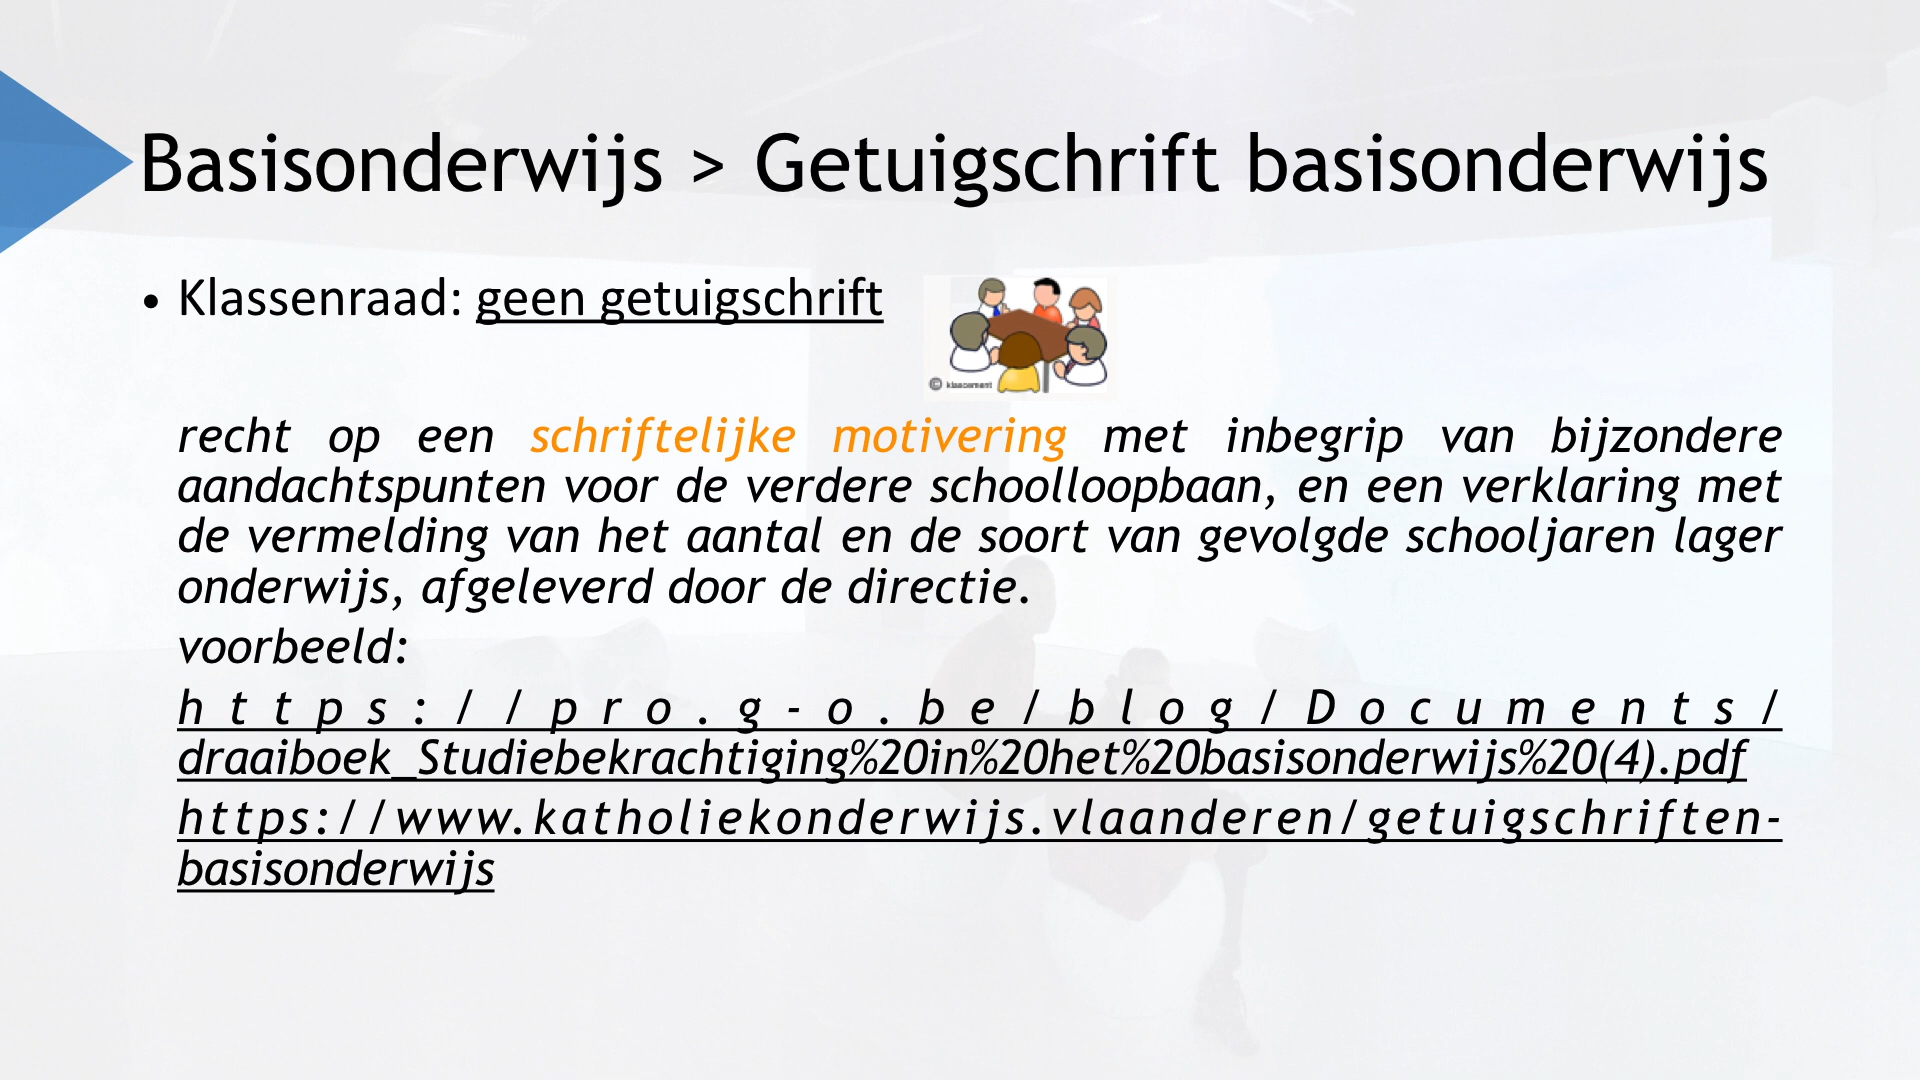 Basisonderwijs > Getuigschrift basisonderwijs
• Klassenraad: geen getuigschrift
© klascement
recht op een schriftelijke motivering met inbegrip van bijzondere
aandachtspunten voor de verdere schoolloopbaan, en een verklaring met
de vermelding van het aantal en de soort van gevolgde schooljaren lager
onderwijs, afgeleverd door de directie.
voorbeeld:
https://pro.g-o.be/blog/Documents/
draaiboek_Studiebekrachtiging%20in%20het%20basisonderwijs%20(4).pdf
https://www.katholiekonderwijs.vlaanderen/getuigschriften-
basisonderwijs